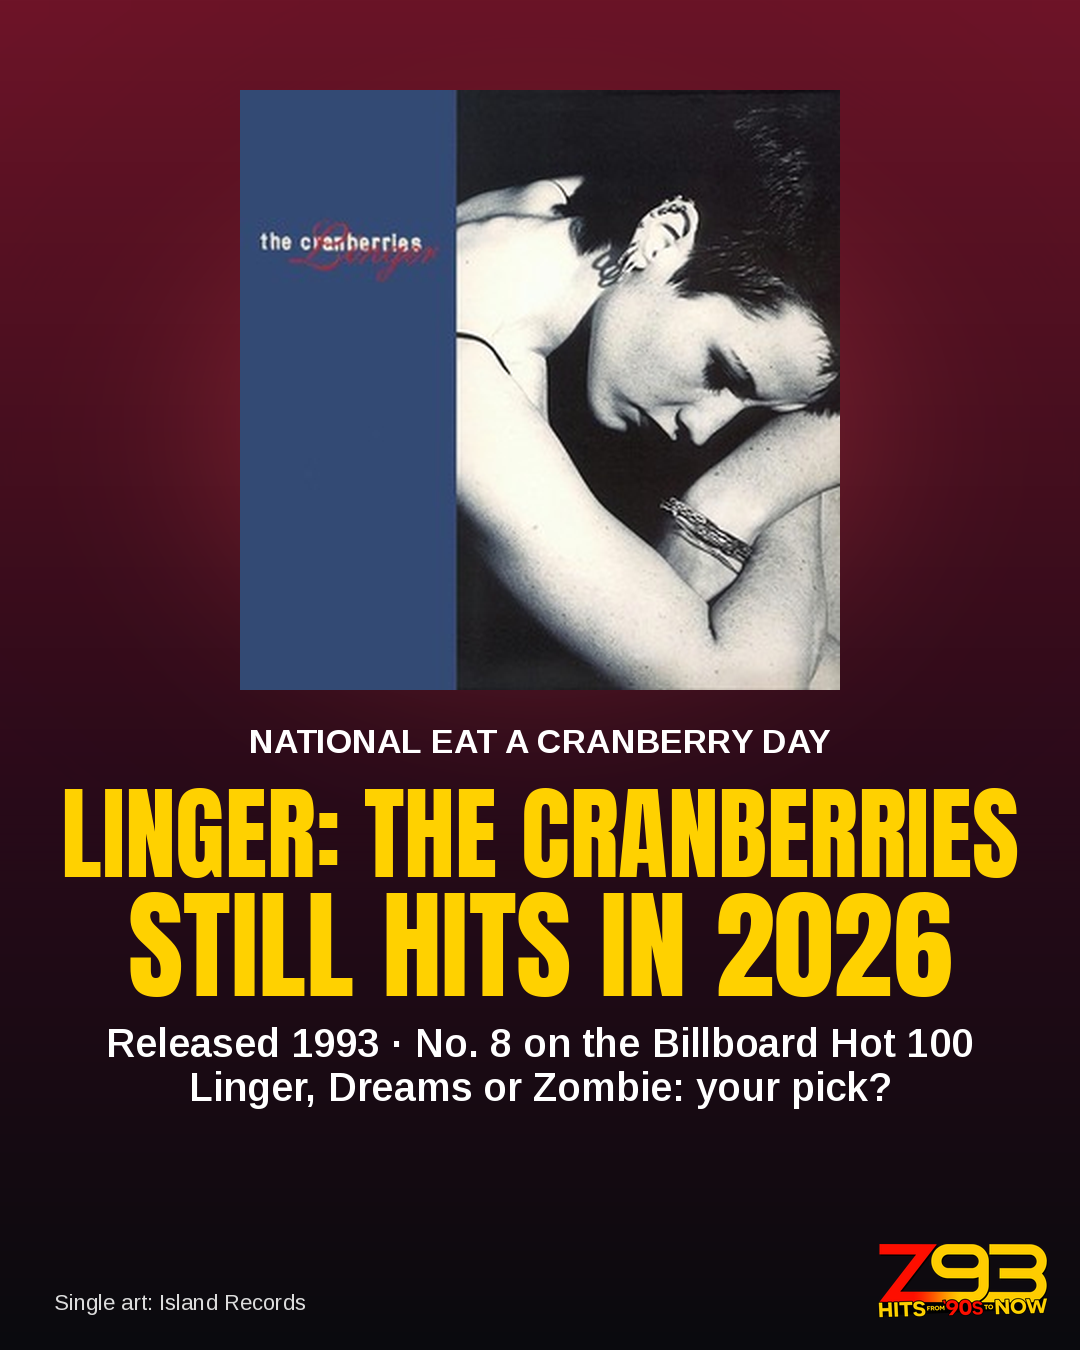 the cranberries
Linger
NATIONAL EAT A CRANBERRY DAY
LINGER: THE CRANBERRIES
STILL HITS IN 2026
Released 1993 · No. 8 on the Billboard Hot 100
Linger, Dreams or Zombie: your pick?
Single art: Island Records
Z93
HITS FROM '90S TO NOW